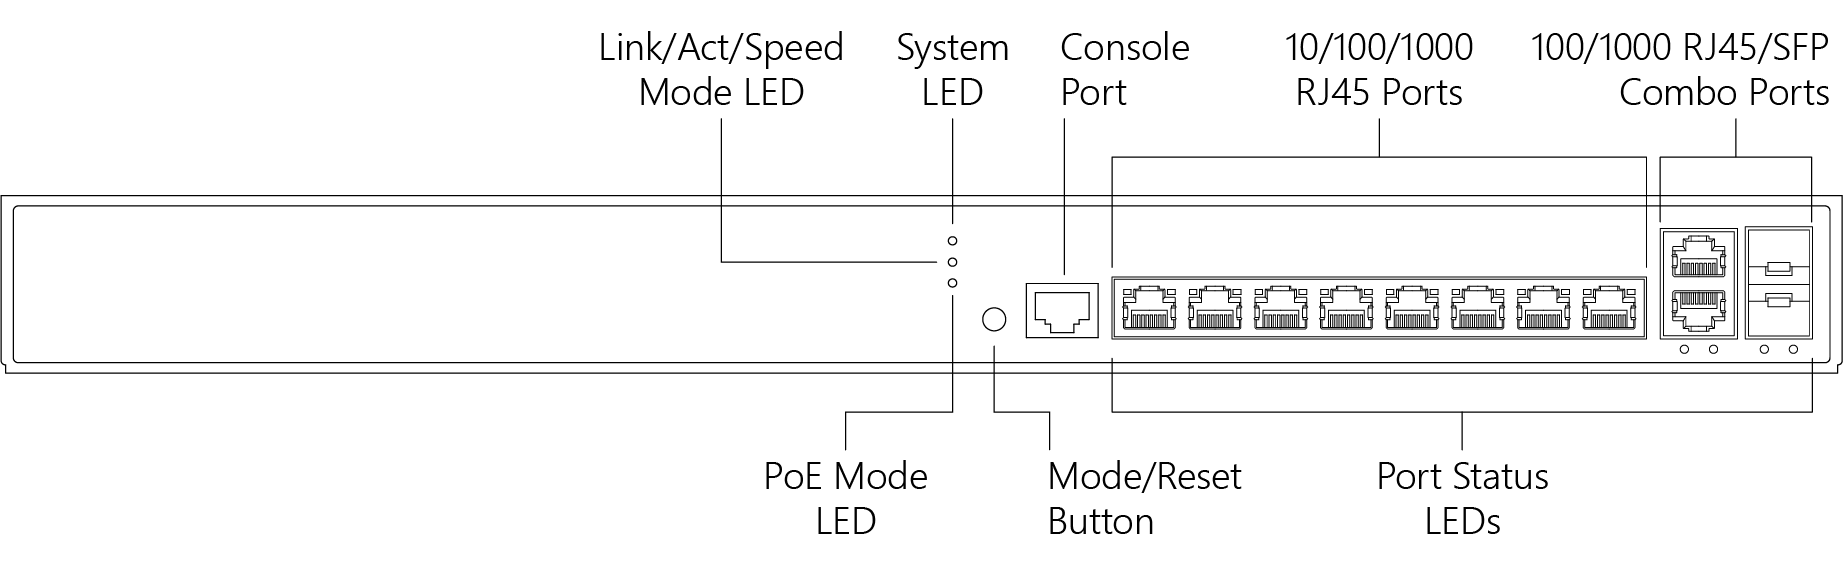 Link/Act/Speed
Mode LED
System
LED
Console
Port
10/100/1000
RJ45 Ports
100/1000 RJ45/SFP
Combo Ports
PoE Mode
LED
Mode/Reset
Button
Port Status
LEDs